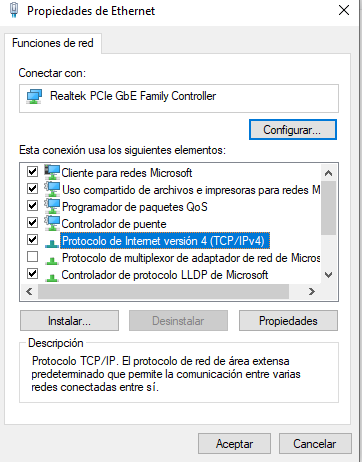 Propiedades de Ethernet
Funciones de red
Conectar con:
Realtek PCIe GbE Family Controller
Configurar...
Esta conexión usa los siguientes elementos:
Cliente para redes Microsoft
Uso compartido de archivos e impresoras para redes M
Programador de paquetes QoS
Controlador de puente
Protocolo de Internet versión 4 (TCP/IPv4)
Protocolo de multiplexor de adaptador de red de Micros
Controlador de protocolo LLDP de Microsoft
Instalar... Desinstalar Propiedades
Descripción
Protocolo TCP/IP. El protocolo de red de área extensa
predeterminado que permite la comunicación entre varias
redes conectadas entre sí.
Aceptar Cancelar